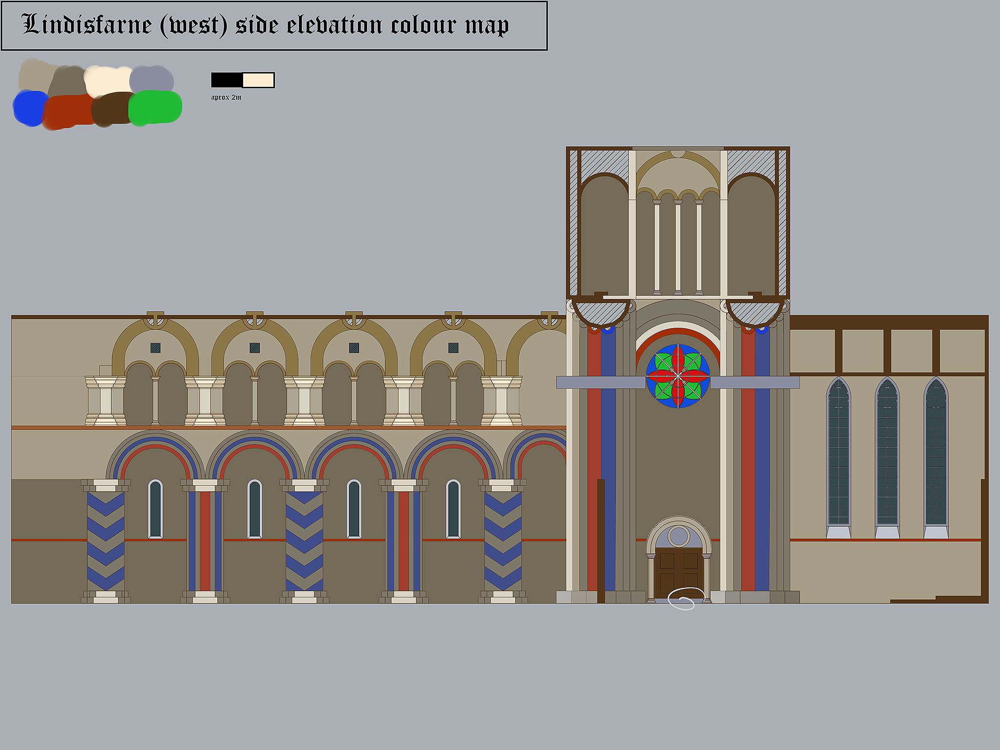 Lindisfarne (west) side elevation colour map
aprox 2m